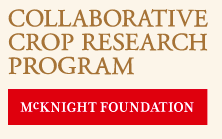 COLLABORATIVE
CROP RESEARCH
PROGRAM
McKNIGHT FOUNDATION